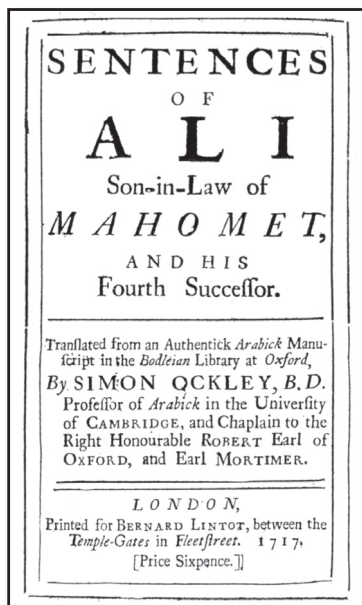 SENTENCES
OF
ALI
Son-in-Law of
MAHOMET,
AND HIS
Fourth Succeſſor.
Tranſlated from an Authentick Arabick Manu-
ſcript in the Bodleian Library at Oxford,
By SIMON OCKLEY, B. D.
Profeſſor of Arabick in the Univerſity
of CAMBRIDGE, and Chaplain to the
Right Honourable ROBERT Earl of
OXFORD, and Earl MORTIMER.
LONDON,
Printed for BERNARD LINTOT, between the
Temple-Gates in Fleetſtreet. 1717.
[Price Sixpence.]]